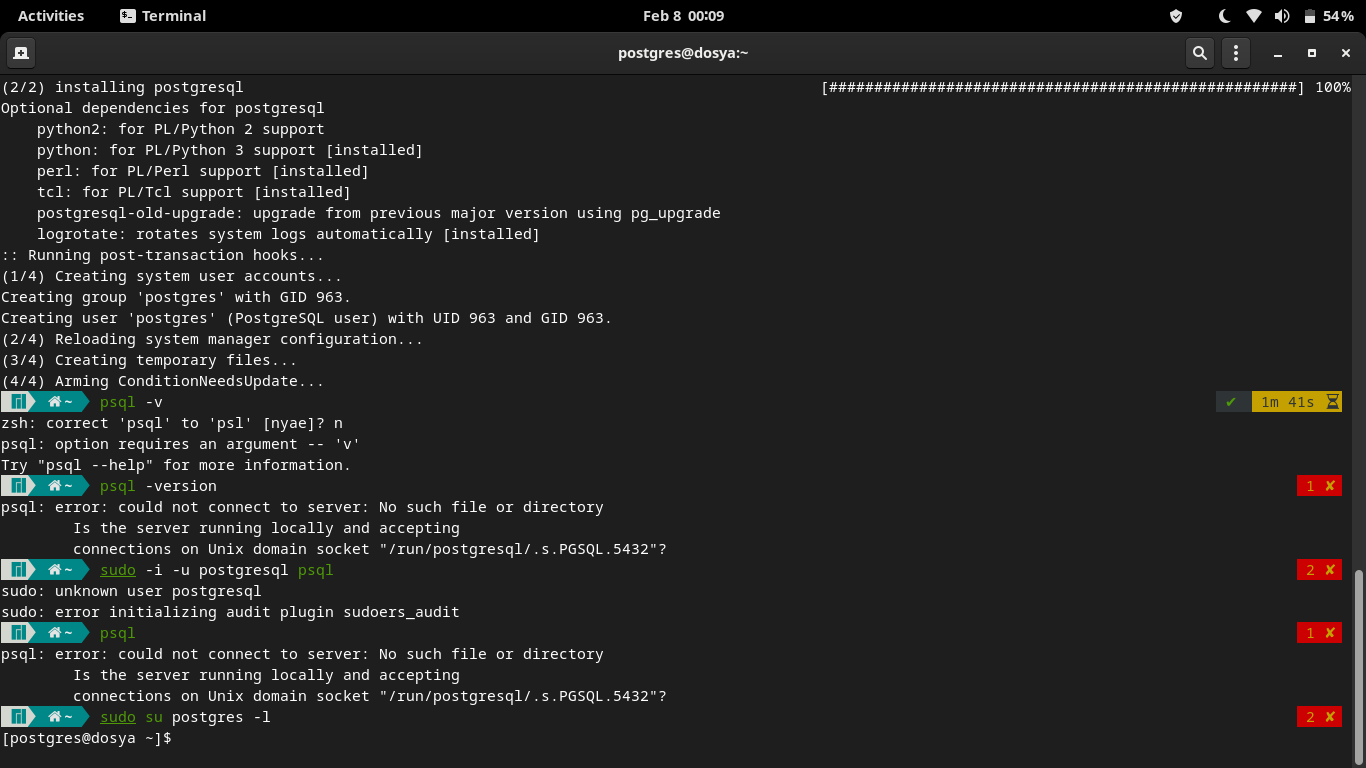 Activities Terminal Feb 8 00:09 54%
postgres@dosya:~
(2/2) installing postgresql [####################################################] 100%
Optional dependencies for postgresql
    python2: for PL/Python 2 support
    python: for PL/Python 3 support [installed]
    perl: for PL/Perl support [installed]
    tcl: for PL/Tcl support [installed]
    postgresql-old-upgrade: upgrade from previous major version using pg_upgrade
    logrotate: rotates system logs automatically [installed]
:: Running post-transaction hooks...
(1/4) Creating system user accounts...
Creating group 'postgres' with GID 963.
Creating user 'postgres' (PostgreSQL user) with UID 963 and GID 963.
(2/4) Reloading system manager configuration...
(3/4) Creating temporary files...
(4/4) Arming ConditionNeedsUpdate...
~ psql -v ✔ 1m 41s
zsh: correct 'psql' to 'psl' [nyae]? n
psql: option requires an argument -- 'v'
Try "psql --help" for more information.
~ psql -version 1 ✘
psql: error: could not connect to server: No such file or directory
        Is the server running locally and accepting
        connections on Unix domain socket "/run/postgresql/.s.PGSQL.5432"?
~ sudo -i -u postgresql psql 2 ✘
sudo: unknown user postgresql
sudo: error initializing audit plugin sudoers_audit
~ psql 1 ✘
psql: error: could not connect to server: No such file or directory
        Is the server running locally and accepting
        connections on Unix domain socket "/run/postgresql/.s.PGSQL.5432"?
~ sudo su postgres -l 2 ✘
[postgres@dosya ~]$